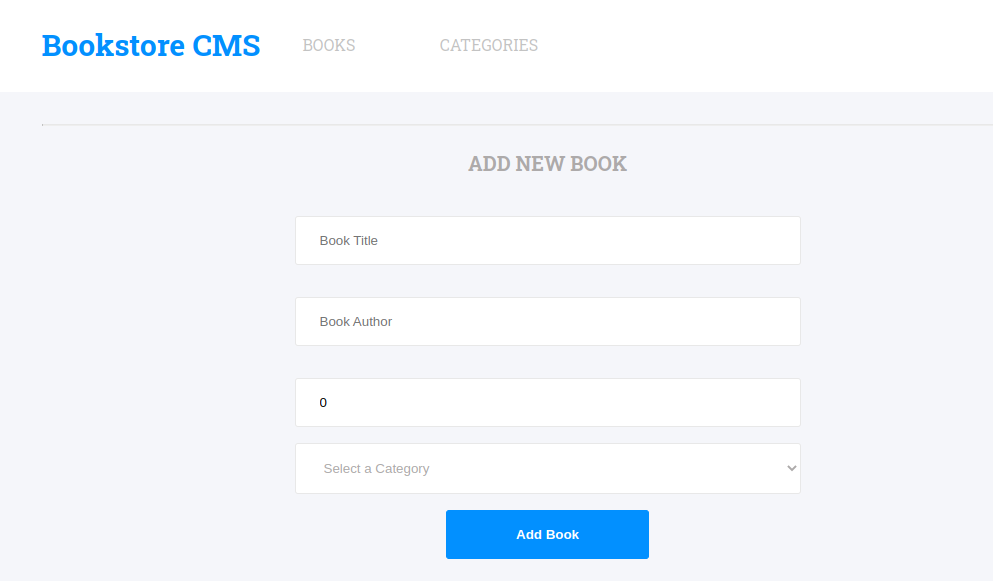 Bookstore CMS BOOKS CATEGORIES
ADD NEW BOOK
Book Title
Book Author
0
Select a Category
Add Book